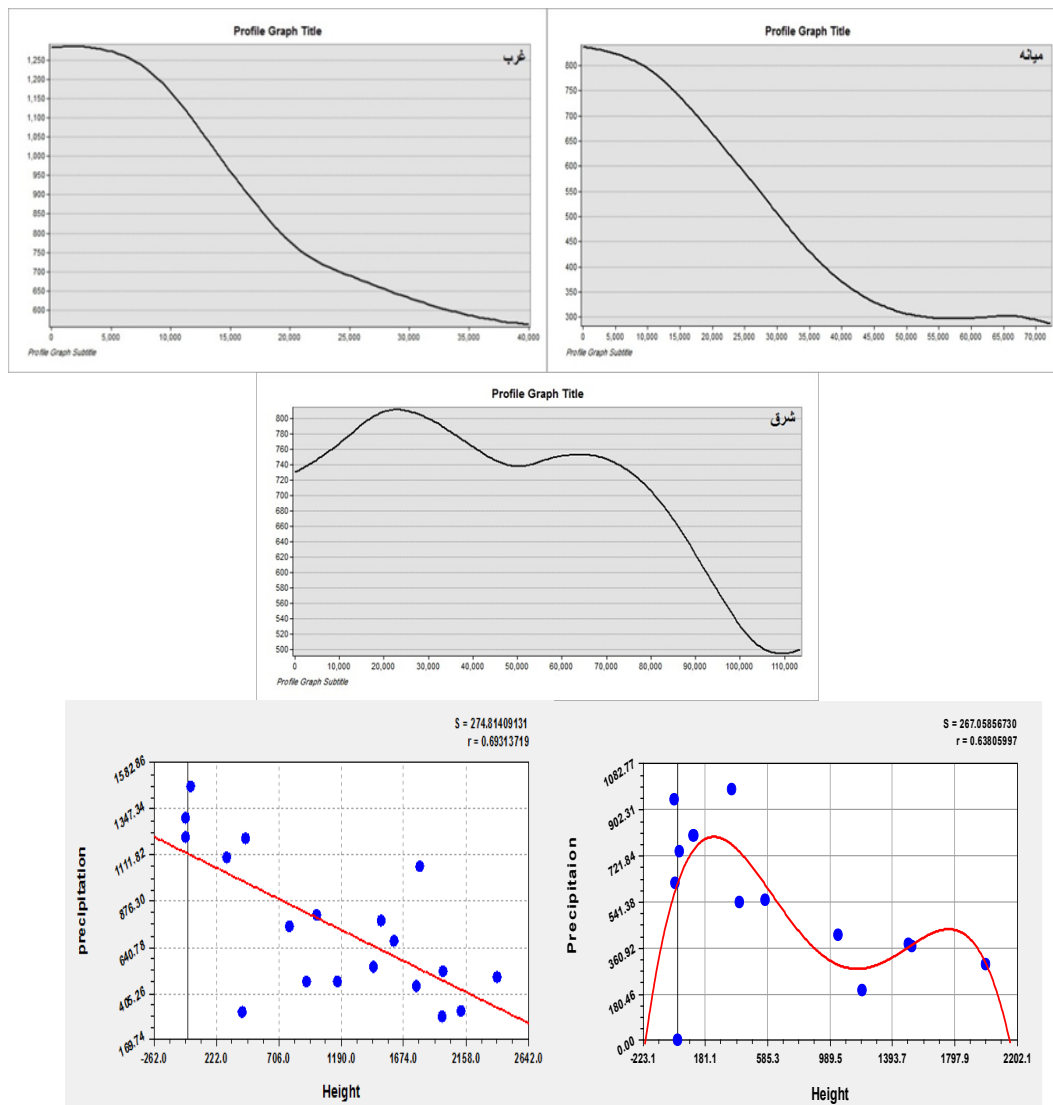 Profile Graph Title
غرب
1,250
1,200
1,150
1,100
1,050
1,000
950
900
850
800
750
700
650
600
0 5,000 10,000 15,000 20,000 25,000 30,000 35,000 40,000
Profile Graph Subtitle
Profile Graph Title
میانه
800
750
700
650
600
550
500
450
400
350
300
0 5,000 10,000 15,000 20,000 25,000 30,000 35,000 40,000 45,000 50,000 55,000 60,000 65,000 70,000
Profile Graph Subtitle
Profile Graph Title
شرق
800
780
760
740
720
700
680
660
640
620
600
580
560
540
520
500
0 10,000 20,000 30,000 40,000 50,000 60,000 70,000 80,000 90,000 100,000 110,000
Profile Graph Subtitle
S = 274.81409131
r = 0.69313719
precipitation
1582.86
1347.34
1111.82
876.30
640.78
405.26
169.74
-262.0 222.0 706.0 1190.0 1674.0 2158.0 2642.0
Height
S = 267.05856730
r = 0.63805997
Precipitaion
1082.77
902.31
721.84
541.38
360.92
180.46
0.00
-223.1 181.1 585.3 989.5 1393.7 1797.9 2202.1
Height